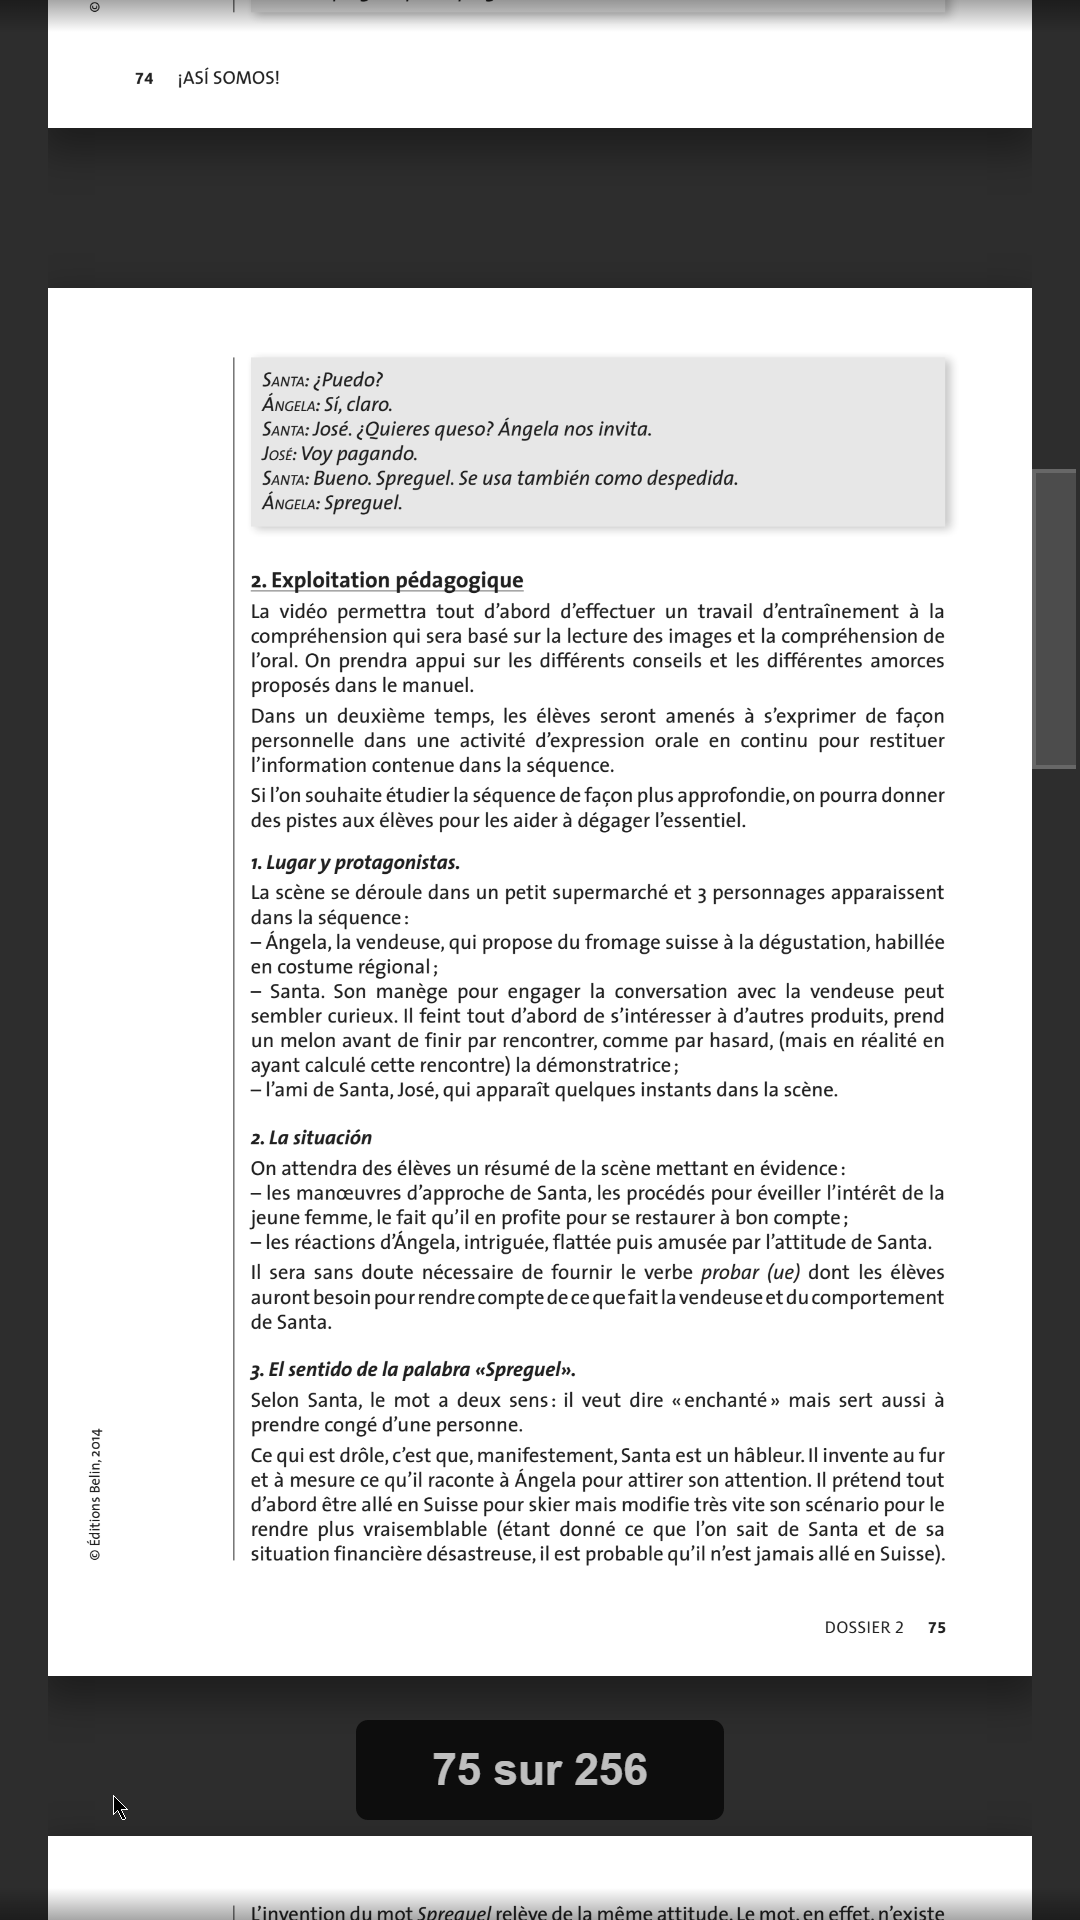 ©
74 ¡ASÍ SOMOS!
SANTA: ¿Puedo?
ÁNGELA: Sí, claro.
SANTA: José. ¿Quieres queso? Ángela nos invita.
JOSÉ: Voy pagando.
SANTA: Bueno. Spreguel. Se usa también como despedida.
ÁNGELA: Spreguel.
2. Exploitation pédagogique
La vidéo permettra tout d’abord d’effectuer un travail d’entraînement à la
compréhension qui sera basé sur la lecture des images et la compréhension de
l’oral. On prendra appui sur les différents conseils et les différentes amorces
proposés dans le manuel.
Dans un deuxième temps, les élèves seront amenés à s’exprimer de façon
personnelle dans une activité d’expression orale en continu pour restituer
l’information contenue dans la séquence.
Si l’on souhaite étudier la séquence de façon plus approfondie, on pourra donner
des pistes aux élèves pour les aider à dégager l’essentiel.
1. Lugar y protagonistas.
La scène se déroule dans un petit supermarché et 3 personnages apparaissent
dans la séquence :
– Ángela, la vendeuse, qui propose du fromage suisse à la dégustation, habillée
en costume régional ;
– Santa. Son manège pour engager la conversation avec la vendeuse peut
sembler curieux. Il feint tout d’abord de s’intéresser à d’autres produits, prend
un melon avant de finir par rencontrer, comme par hasard, (mais en réalité en
ayant calculé cette rencontre) la démonstratrice ;
– l’ami de Santa, José, qui apparaît quelques instants dans la scène.
2. La situación
On attendra des élèves un résumé de la scène mettant en évidence :
– les manœuvres d’approche de Santa, les procédés pour éveiller l’intérêt de la
jeune femme, le fait qu’il en profite pour se restaurer à bon compte ;
– les réactions d’Ángela, intriguée, flattée puis amusée par l’attitude de Santa.
Il sera sans doute nécessaire de fournir le verbe probar (ue) dont les élèves
auront besoin pour rendre compte de ce que fait la vendeuse et du comportement
de Santa.
3. El sentido de la palabra «Spreguel».
Selon Santa, le mot a deux sens : il veut dire « enchanté » mais sert aussi à
prendre congé d’une personne.
Ce qui est drôle, c’est que, manifestement, Santa est un hâbleur. Il invente au fur
et à mesure ce qu’il raconte à Ángela pour attirer son attention. Il prétend tout
d’abord être allé en Suisse pour skier mais modifie très vite son scénario pour le
rendre plus vraisemblable (étant donné ce que l’on sait de Santa et de sa
situation financière désastreuse, il est probable qu’il n’est jamais allé en Suisse).
© Éditions Belin, 2014
DOSSIER 2 75
75 sur 256
L’invention du mot Spreguel relève de la même attitude. Le mot, en effet, n’existe